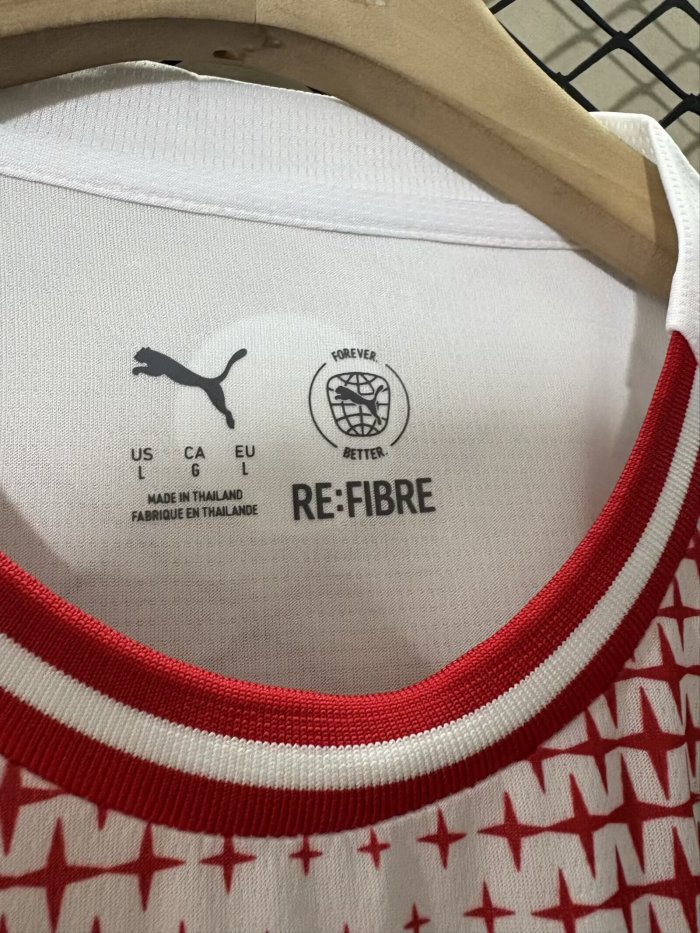 US CA EU
L G L
MADE IN THAILAND
FABRIQUE EN THAILANDE
FOREVER.
BETTER.
RE:FIBRE